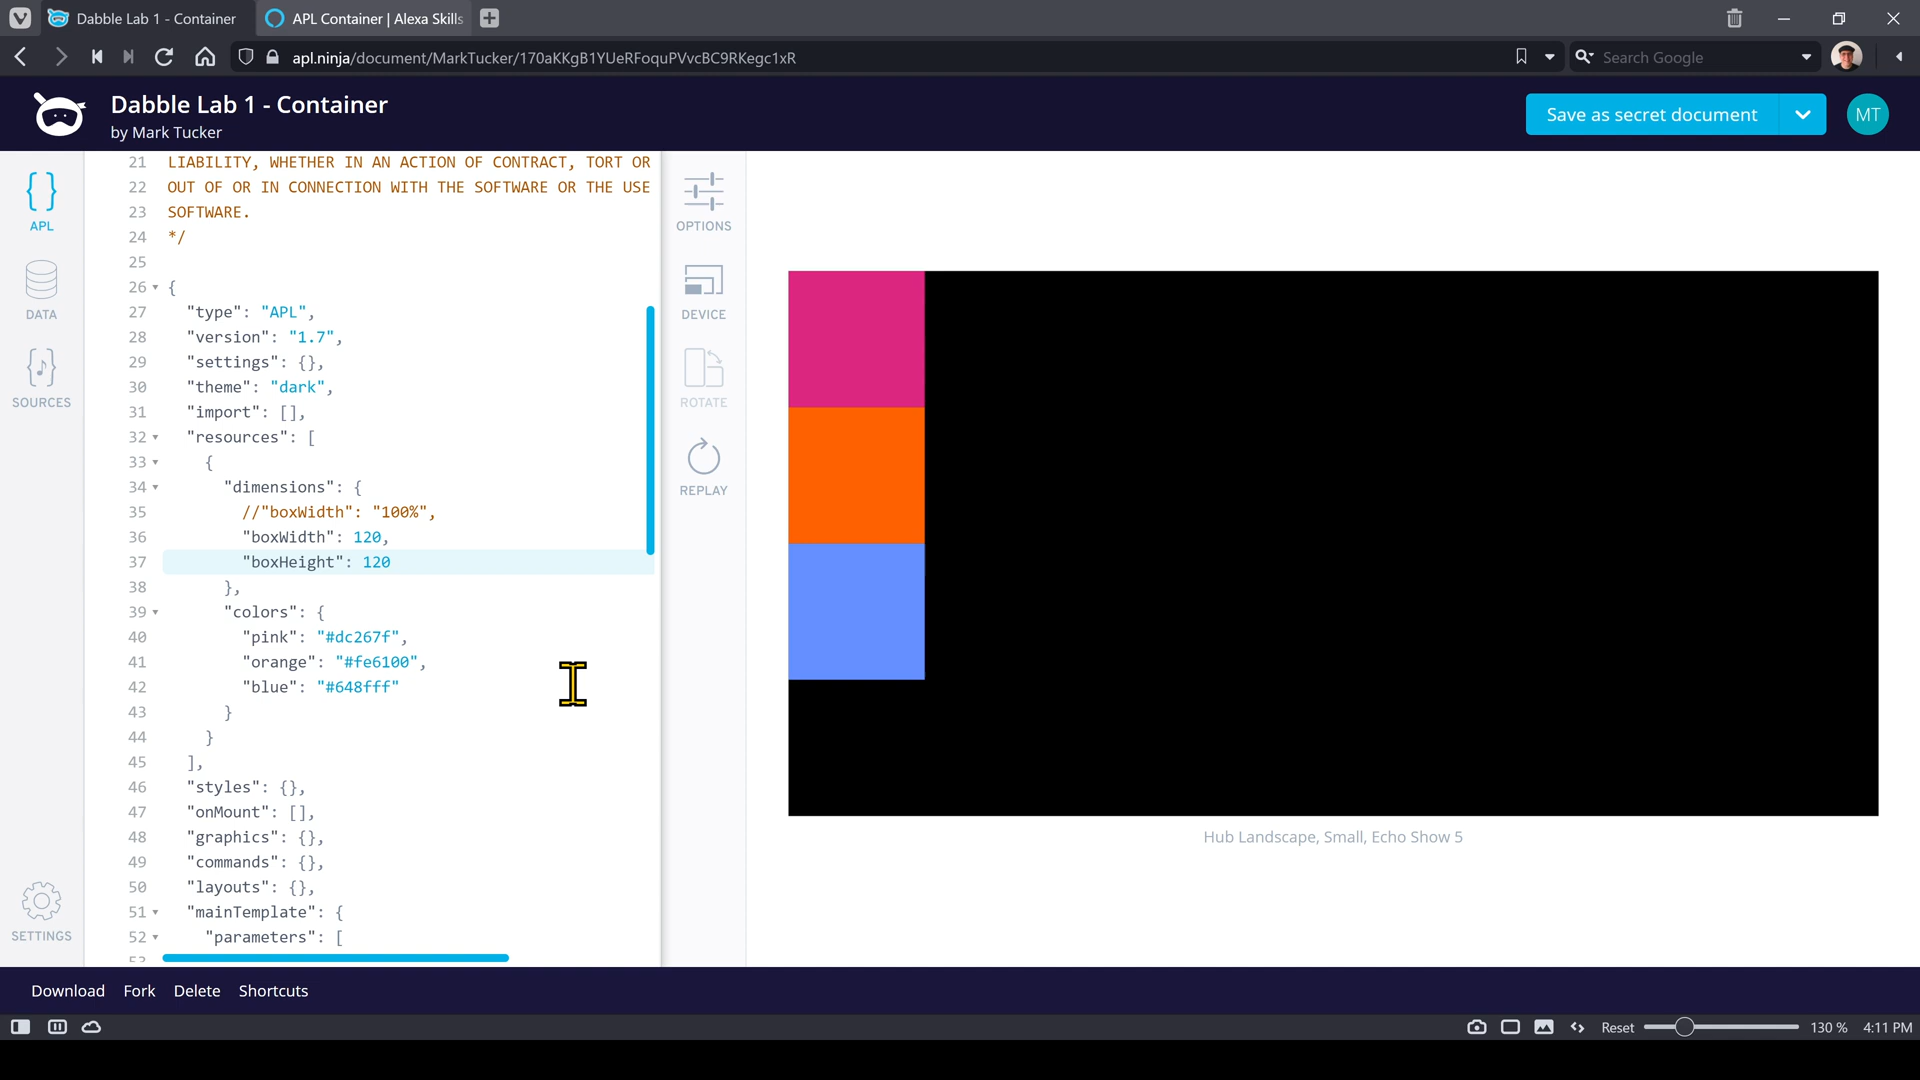 Dabble Lab 1 - Container
APL Container | Alexa Skills
apl.ninja/document/MarkTucker/170aKKgB1YUeRFoquPVvcBC9RKegc1xR
Search Google
Dabble Lab 1 - Container
by Mark Tucker
Save as secret document
MT
APL
DATA
SOURCES
SETTINGS
21 LIABILITY, WHETHER IN AN ACTION OF CONTRACT, TORT OR
22 OUT OF OR IN CONNECTION WITH THE SOFTWARE OR THE USE
23 SOFTWARE.
24 */
25
26 {
27 "type": "APL",
28 "version": "1.7",
29 "settings": {},
30 "theme": "dark",
31 "import": [],
32 "resources": [
33 {
34 "dimensions": {
35 //"boxWidth": "100%",
36 "boxWidth": 120,
37 "boxHeight": 120
38 },
39 "colors": {
40 "pink": "#dc267f",
41 "orange": "#fe6100",
42 "blue": "#648fff"
43 }
44 }
45 ],
46 "styles": {},
47 "onMount": [],
48 "graphics": {},
49 "commands": {},
50 "layouts": {},
51 "mainTemplate": {
52 "parameters": [
53
OPTIONS
DEVICE
ROTATE
REPLAY
Hub Landscape, Small, Echo Show 5
Download Fork Delete Shortcuts
Reset 130 % 4:11 PM